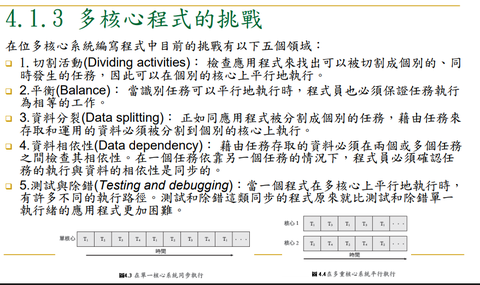 4.1.3 多核心程式的挑戰
在位多核心系統編寫程式中目前的挑戰有以下五個領域：
1. 切割活動(Dividing activities)： 檢查應用程式來找出可以被切割成個別的、同
時發生的任務，因此可以在個別的核心上平行地執行。
2.平衡(Balance)： 當識別任務可以平行地執行時，程式員也必須保證任務執行
為相等的工作。
3.資料分裂(Data splitting)： 正如同應用程式被分割成個別的任務，藉由任務來
存取和運用的資料必須被分割到個別的核心上執行。
4.資料相依性(Data dependency)： 藉由任務存取的資料必須在兩個或多個任務
之間檢查其相依性。在一個任務依靠另一個任務的情況下，程式員必須確認任
務的執行與資料的相依性是同步的。
5.測試與除錯(Testing and debugging)：當一個程式在多核心上平行地執行時，
有許多不同的執行路徑。測試和除錯這類同步的程式原來就比測試和除錯單一
執行緒的應用程式更加困難。
單核心 T₁ T₂ T₃ T₄ T₁ T₂ T₃ T₄ T₁ ···
時間
圖4.3 在單一核心系統同步執行
核心 1 T₁ T₃ T₁ T₃ T₁ ···
核心 2 T₂ T₄ T₂ T₄ T₂ ···
時間
圖4.4在多重核心系統平行執行